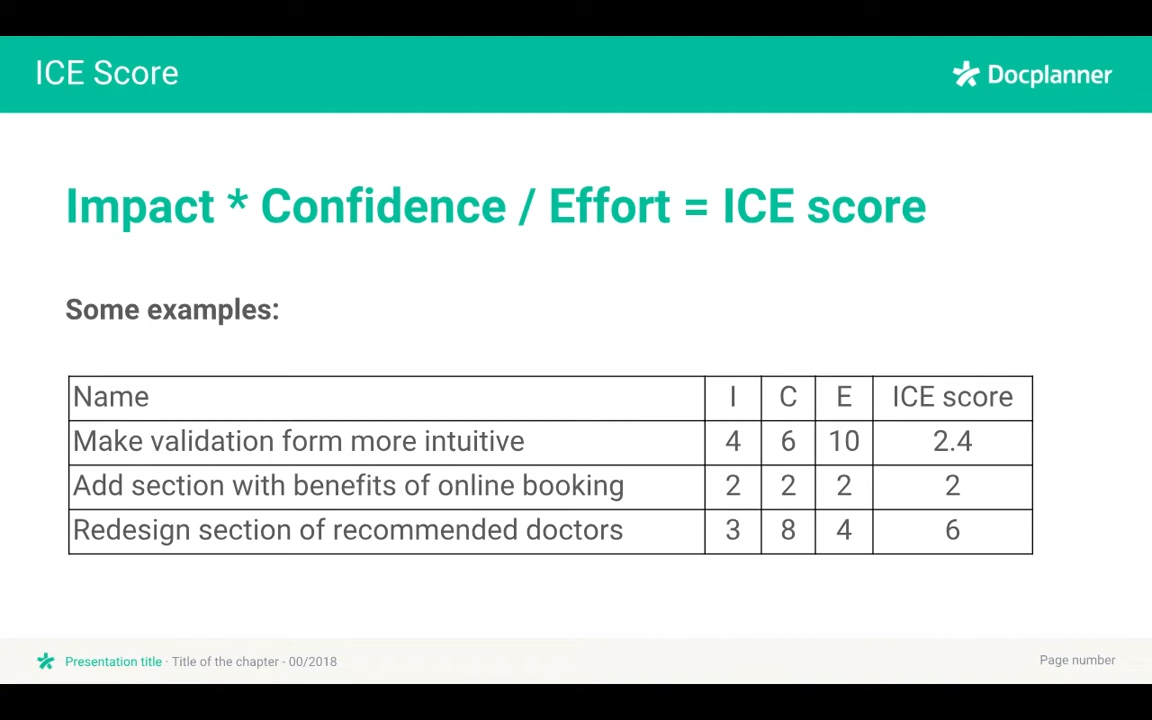 ICE Score
Docplanner
Impact * Confidence / Effort = ICE score
Some examples:
Name I C E ICE score
Make validation form more intuitive 4 6 10 2.4
Add section with benefits of online booking 2 2 2 2
Redesign section of recommended doctors 3 8 4 6
Presentation title · Title of the chapter - 00/2018
Page number